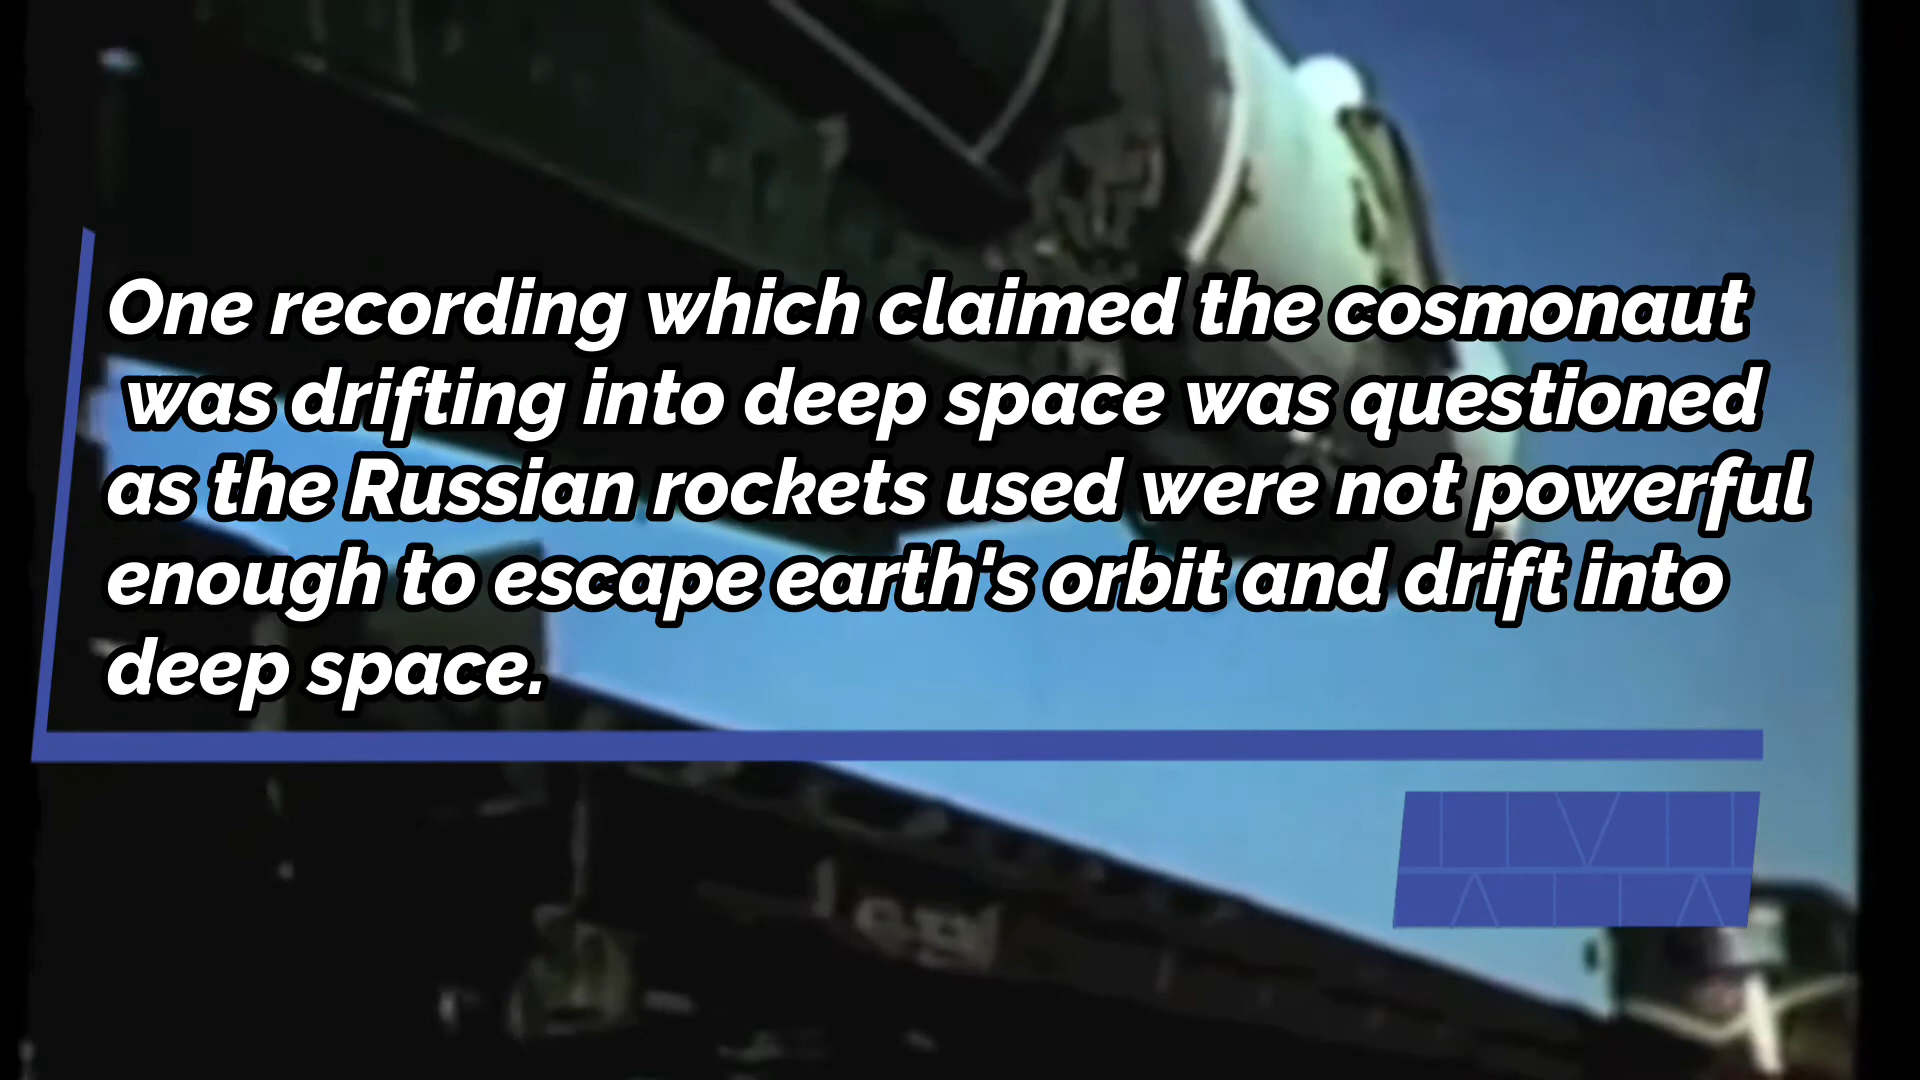 One recording which claimed the cosmonaut
was drifting into deep space was questioned
as the Russian rockets used were not powerful
enough to escape earth's orbit and drift into
deep space.